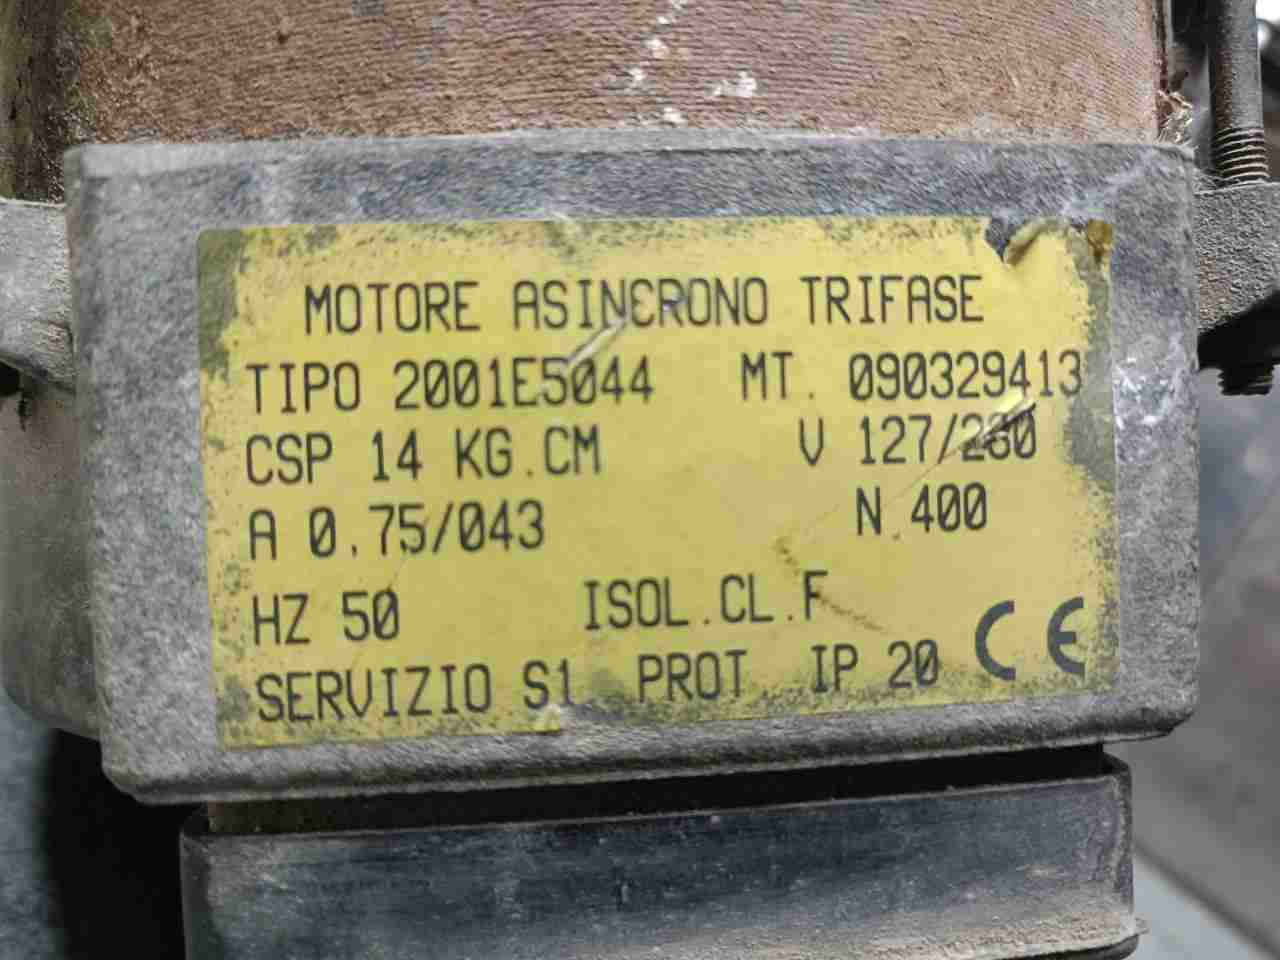 MOTORE ASINCRONO TRIFASE
TIPO 2001E5044 MT. 090329413
CSP 14 KG.CM V 127/
A 0.75/043 N.400
HZ 50 ISOL.CL.F
SERVIZIO S1 PROT. IP 20 CE